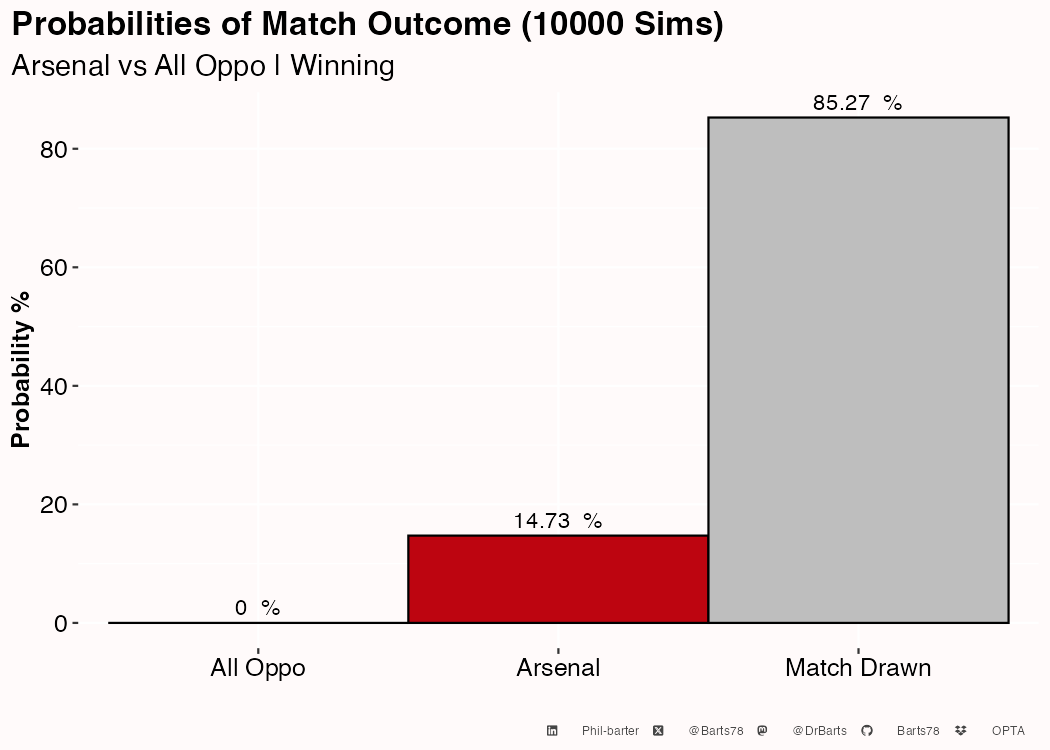 Probabilities of Match Outcome (10000 Sims)
Arsenal vs All Oppo | Winning
85.27 %
80
60
Probability %
40
20
14.73 %
0 %
0
All Oppo Arsenal Match Drawn
Phil-barter @Barts78 @DrBarts Barts78 OPTA